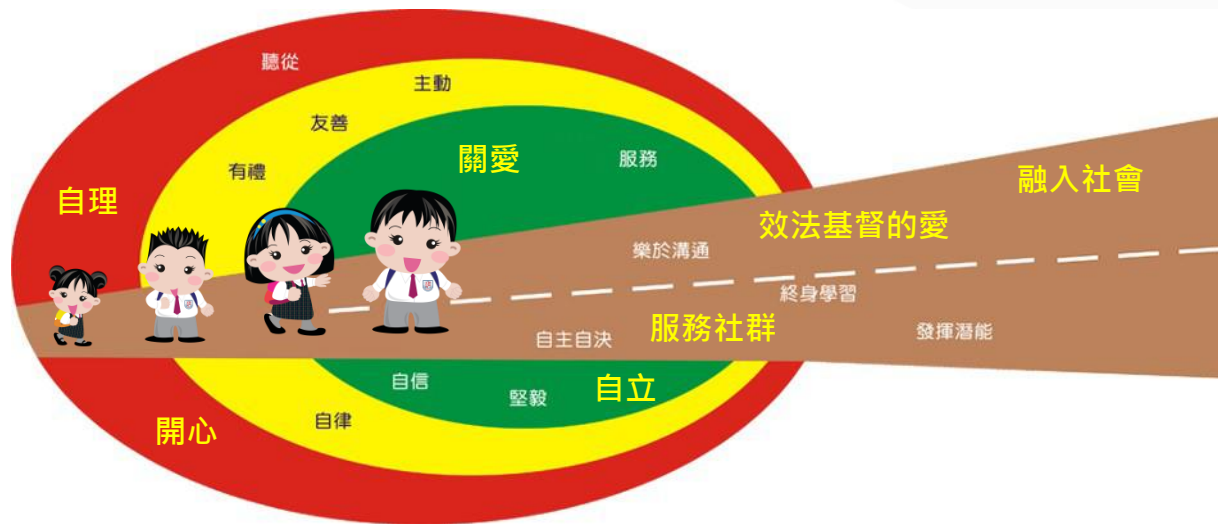 聽從
主動
友善
關愛
服務
有禮
融入社會
自理
效法基督的愛
樂於溝通
終身學習
服務社群
發揮潛能
自主自決
自信
自立
堅毅
自律
開心